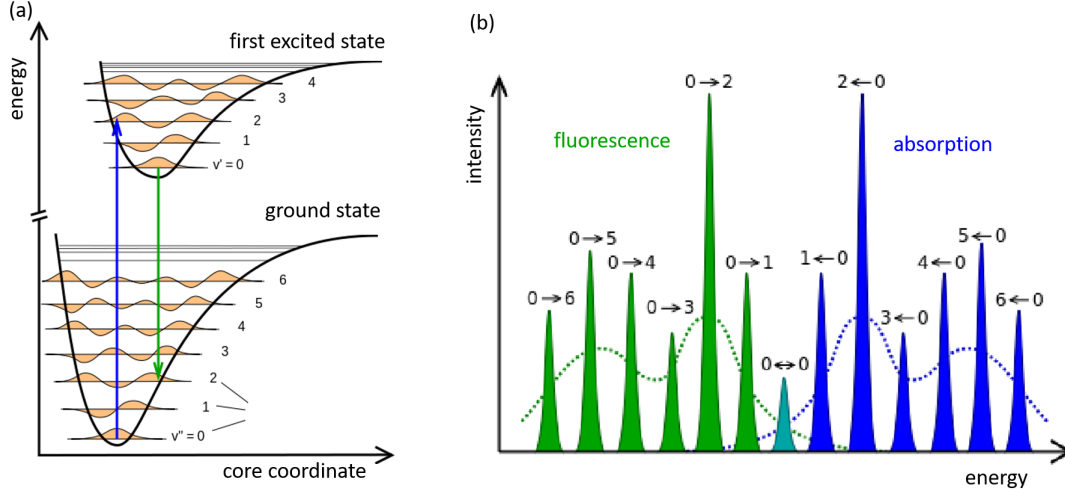 (a)
energy
first excited state
4
3
2
1
v' = 0
ground state
6
5
4
3
2
1
v'' = 0
core coordinate
(b)
intensity
fluorescence
absorption
0→6
0→5
0→4
0→3
0→2
0→1
0↔0
1←0
2←0
3←0
4←0
5←0
6←0
energy